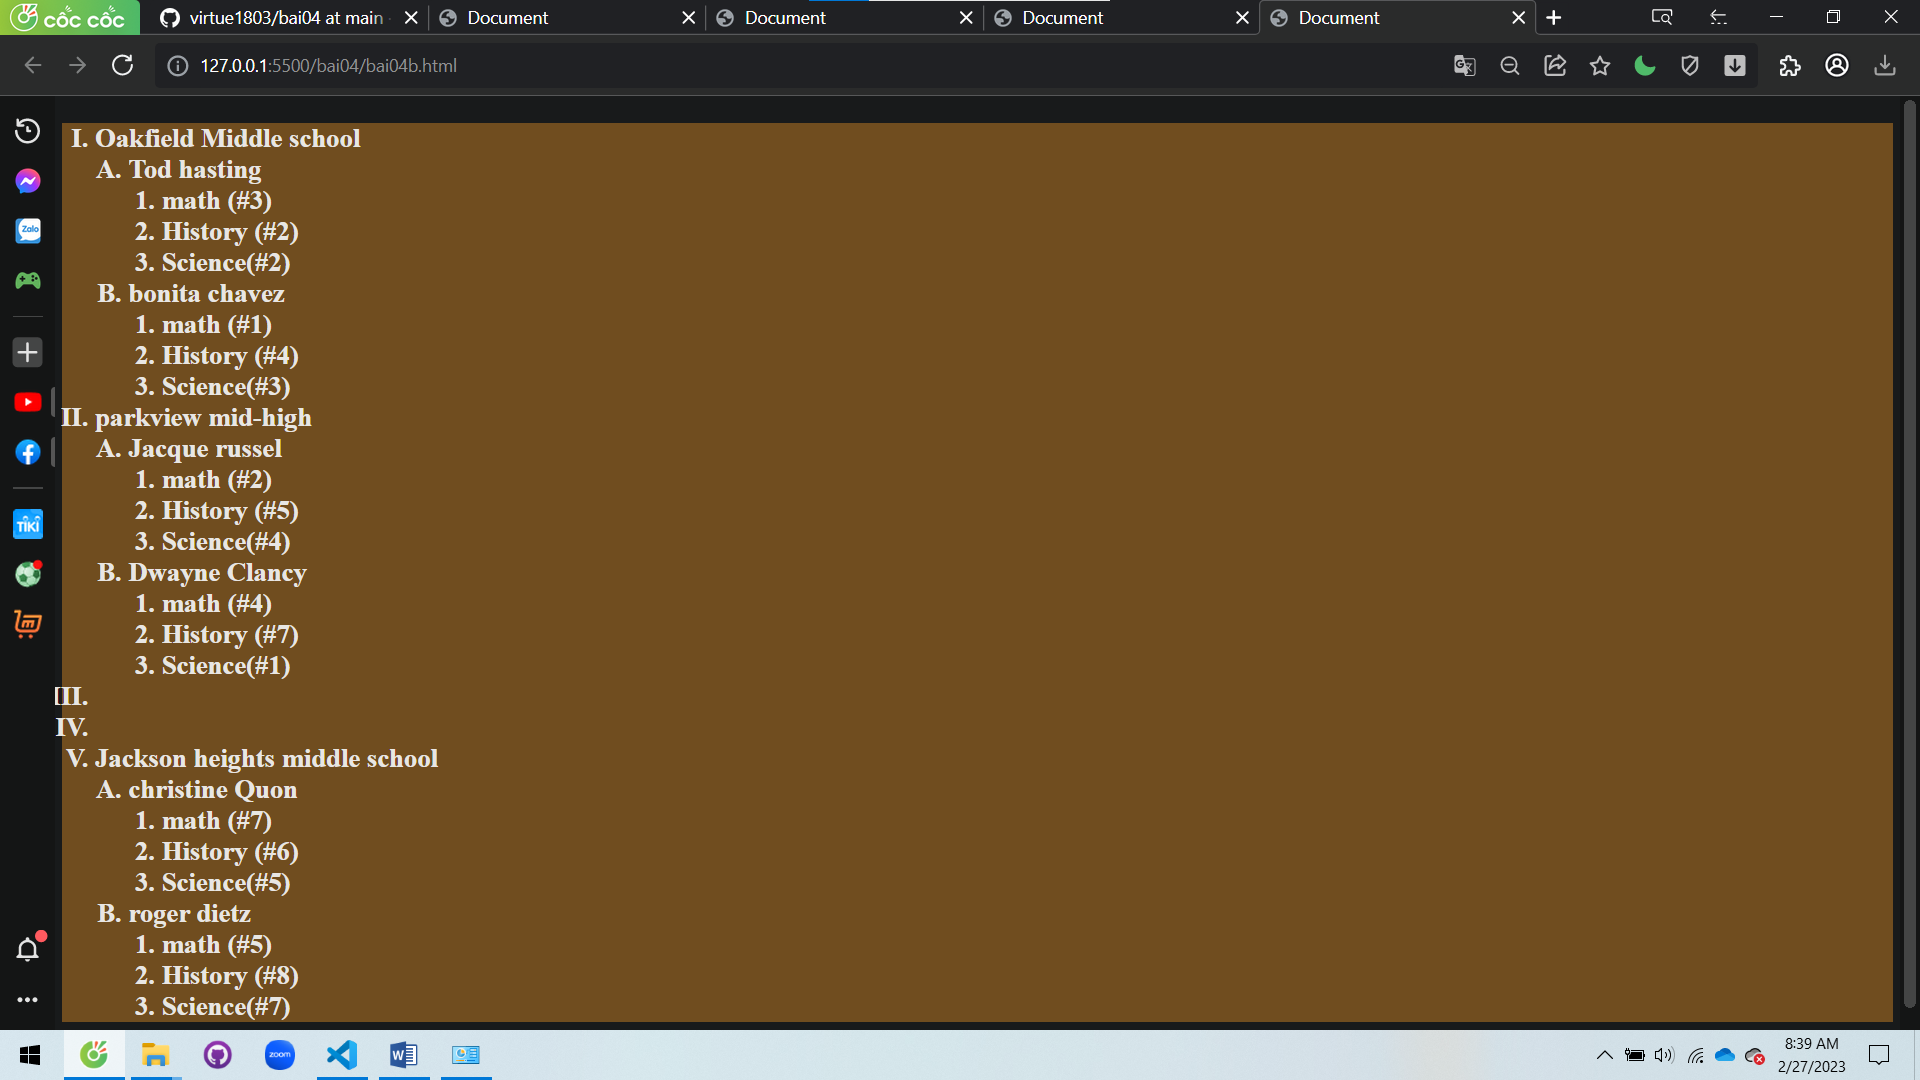 cốc cốc
virtue1803/bai04 at main
Document
Document
Document
Document
127.0.0.1:5500/bai04/bai04b.html
I. Oakfield Middle school
A. Tod hasting
1. math (#3)
2. History (#2)
3. Science(#2)
B. bonita chavez
1. math (#1)
2. History (#4)
3. Science(#3)
II. parkview mid-high
A. Jacque russel
1. math (#2)
2. History (#5)
3. Science(#4)
B. Dwayne Clancy
1. math (#4)
2. History (#7)
3. Science(#1)
III.
IV.
V. Jackson heights middle school
A. christine Quon
1. math (#7)
2. History (#6)
3. Science(#5)
B. roger dietz
1. math (#5)
2. History (#8)
3. Science(#7)
Zalo
TIKI
zoom
8:39 AM
2/27/2023